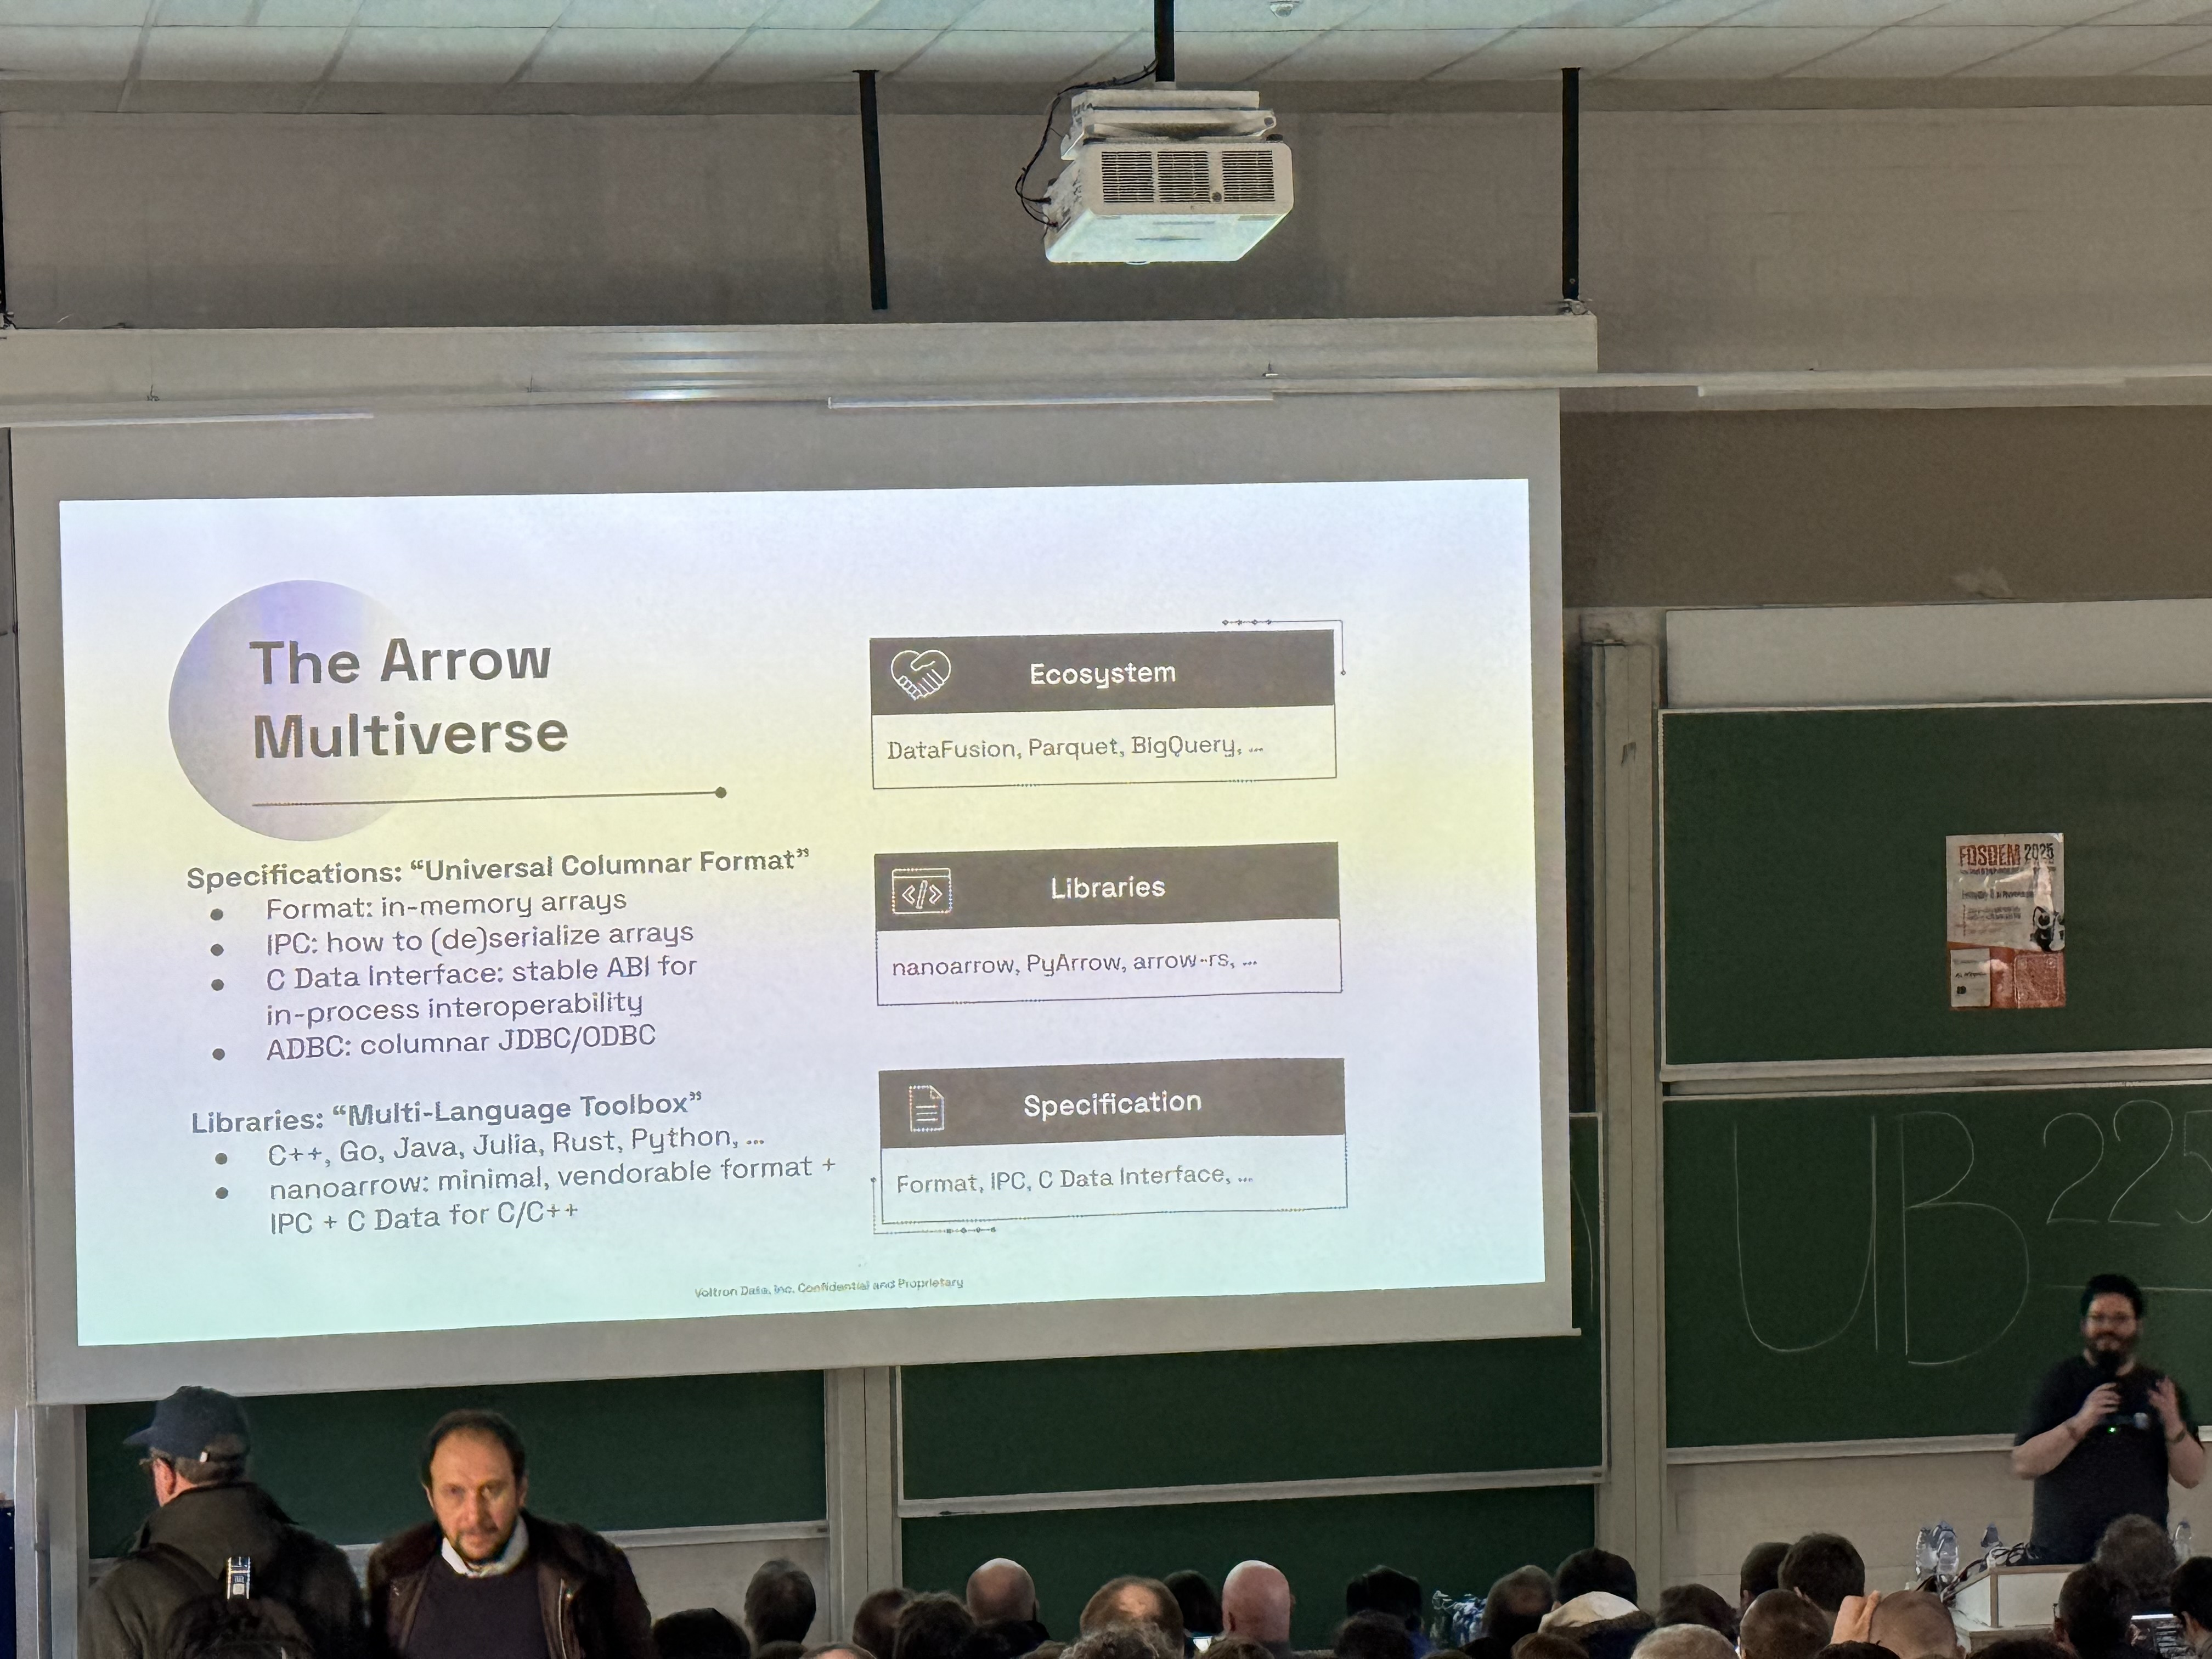 The Arrow
Multiverse
Specifications: “Universal Columnar Format”
● Format: in-memory arrays
● IPC: how to (de)serialize arrays
● C Data Interface: stable ABI for
in-process interoperability
● ADBC: columnar JDBC/ODBC
Libraries: “Multi-Language Toolbox”
● C++, Go, Java, Julia, Rust, Python, ...
● nanoarrow: minimal, vendorable format +
IPC + C Data for C/C++
Ecosystem
DataFusion, Parquet, BigQuery, ...
</>
Libraries
nanoarrow, PyArrow, arrow-rs, ...
Specification
Format, IPC, C Data Interface, ...
Voltron Data, Inc. Confidential and Proprietary
FOSDEM 2025
UB 225